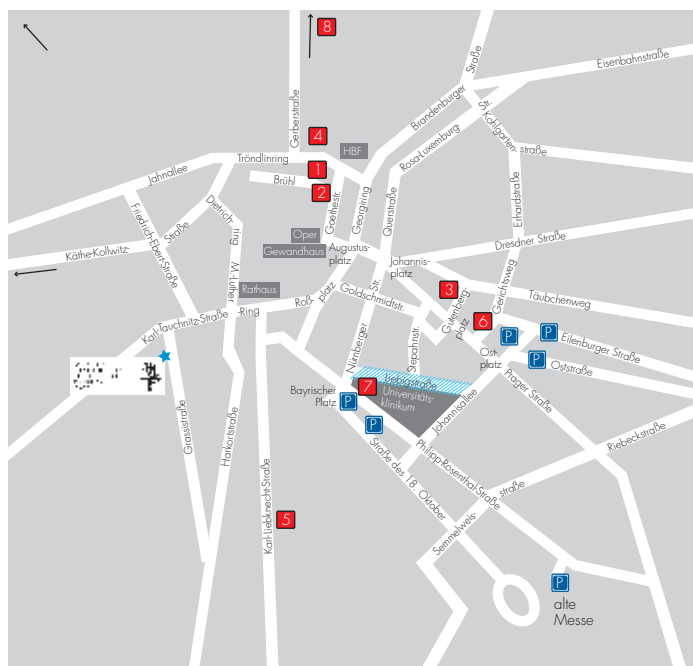 8
Eisenbahnstraße
Straße
Brandenburger
Gerberstraße
Str.
Rosa-Luxemburg-
Kohlgarten-
straße
4
HBF
Tröndlinring
1
Jahnallee
Brühl
2
Goethestr.
Georgiring
Querstraße
Erhardstraße
Friedrich-Ebert-Straße
Dietrich-
ring
Straße
Käthe-Kollwitz-
Oper
Gewandhaus
Augustus-
platz
Johannis-
platz
Dresdner Straße
M.-Luther
-Ring
Rathaus
Roß-
platz
Goldschmidtstr.
3
Gutenberg-
platz
Gerichtsweg
Täubchenweg
Karl-Tauchnitz-Straße
6
P
P
Eilenburger Straße
Nürnberger
Str.
Stephanstr.
Ost-
platz
P
Oststraße
Prager Straße
Liebigstraße
7
Universitäts-
klinikum
Bayrischer
Platz
P
P
Johannisallee
Grassistraße
Harkortstraße
Karl-Liebknecht-Straße
5
Straße des 18. Oktober
Philipp-Rosenthal-Straße
Riebeckstraße
Semmelweis-
straße
P
alte
Messe